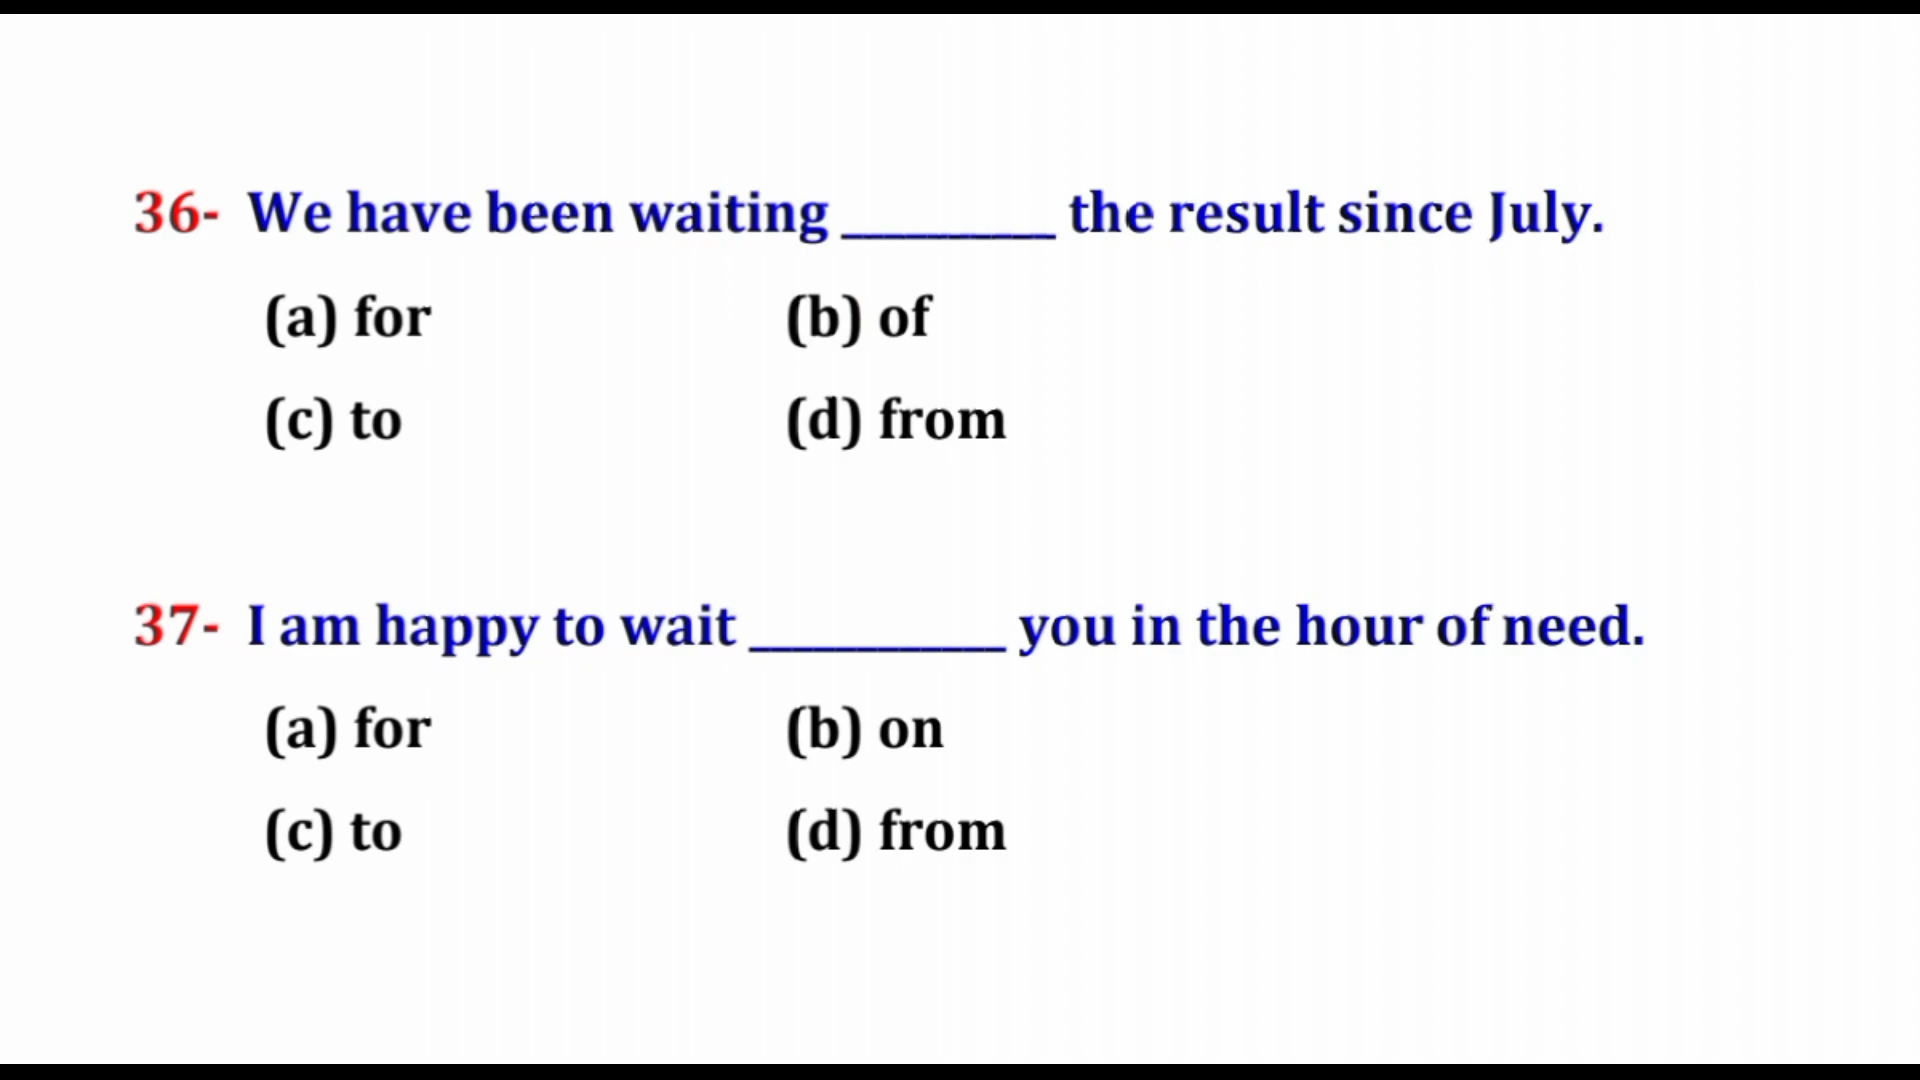 36- We have been waiting __________ the result since July.
(a) for (b) of
(c) to (d) from
37- I am happy to wait ____________ you in the hour of need.
(a) for (b) on
(c) to (d) from